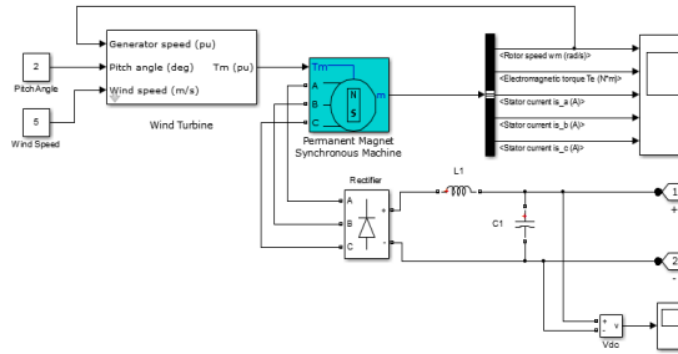 Generator speed (pu)
2
Pitch angle (deg)
Tm (pu)
Pitch Angle
Wind speed (m/s)
5
Wind Speed
Wind Turbine
Tm
A
B
C
N
S
m
Permanent Magnet
Synchronous Machine
<Rotor speed wm (rad/s)>
<Electromagnetic torque Te (N*m)>
<Stator current is_a (A)>
<Stator current is_b (A)>
<Stator current is_c (A)>
Rectifier
A
B
C
+
-
L1
C1
1
+
2
-
+
-
v
Vdc